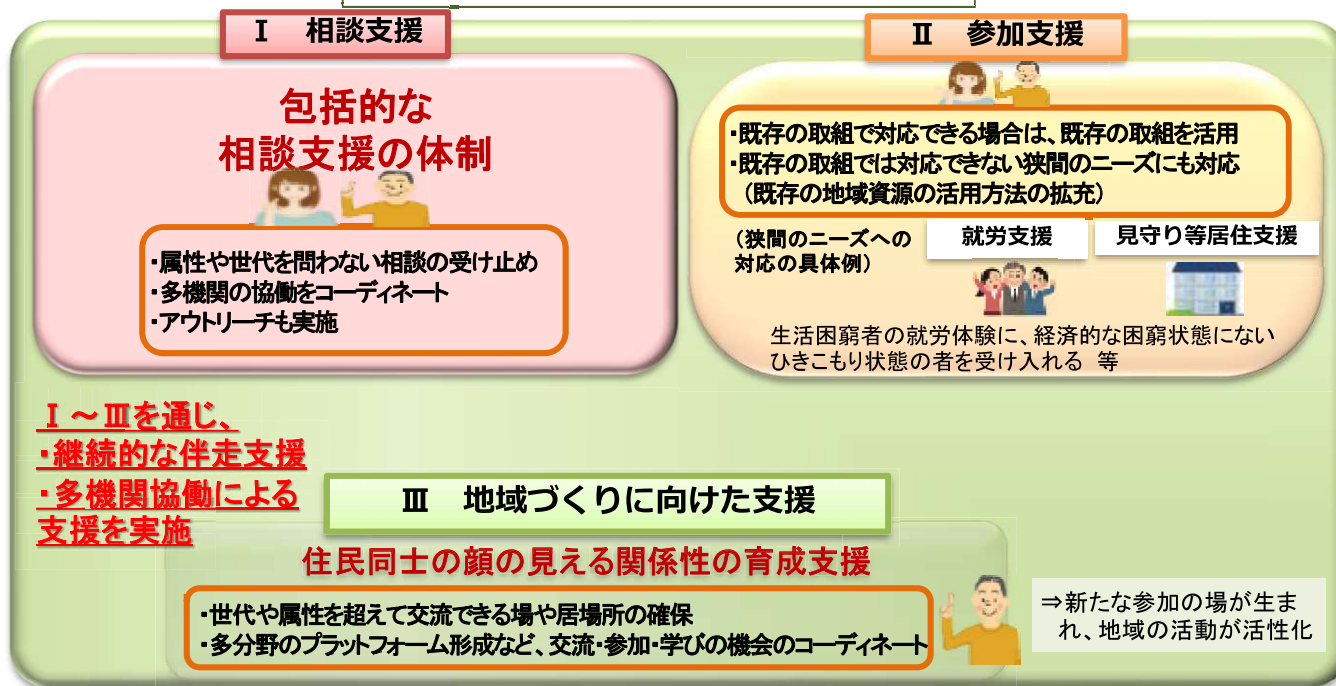 Ⅰ　相談支援
包括的な
相談支援の体制
・属性や世代を問わない相談の受け止め
・多機関の協働をコーディネート
・アウトリーチも実施
Ⅱ　参加支援
・既存の取組で対応できる場合は、既存の取組を活用
・既存の取組では対応できない狭間のニーズにも対応
（既存の地域資源の活用方法の拡充）
（狭間のニーズへの
対応の具体例）
就労支援
見守り等居住支援
生活困窮者の就労体験に、経済的な困窮状態にない
ひきこもり状態の者を受け入れる 等
Ⅰ～Ⅲを通じ、
・継続的な伴走支援
・多機関協働による
支援を実施
Ⅲ　地域づくりに向けた支援
住民同士の顔の見える関係性の育成支援
・世代や属性を超えて交流できる場や居場所の確保
・多分野のプラットフォーム形成など、交流・参加・学びの機会のコーディネート
⇒新たな参加の場が生ま
れ、地域の活動が活性化